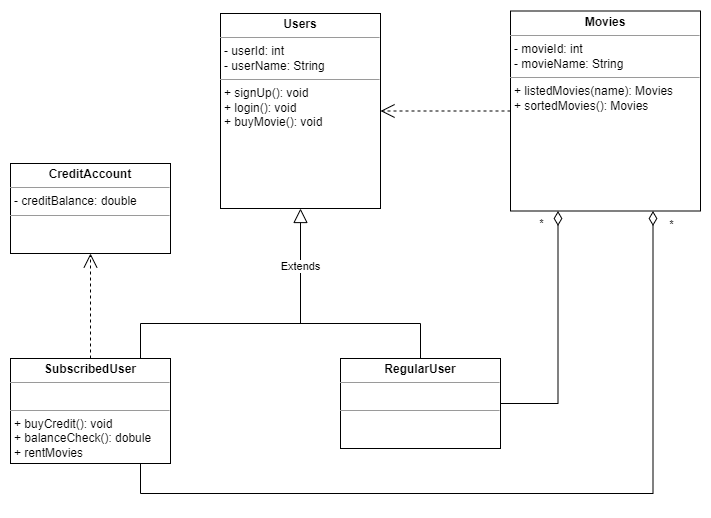 Users
- userId: int
- userName: String
+ signUp(): void
+ login(): void
+ buyMovie(): void
Movies
- movieId: int
- movieName: String
+ listedMovies(name): Movies
+ sortedMovies(): Movies
CreditAccount
- creditBalance: double
*
*
Extends
SubscribedUser
+ buyCredit(): void
+ balanceCheck(): dobule
+ rentMovies
RegularUser